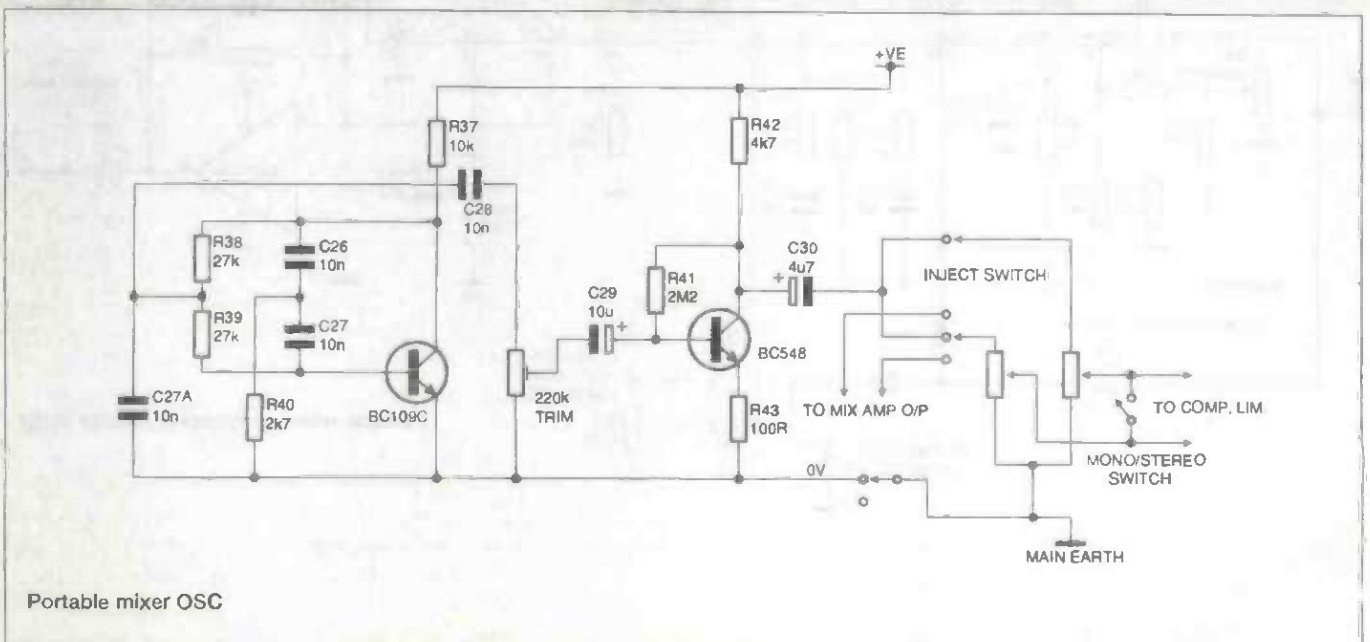 +VE
R37
10k
R42
4k7
C28
10n
R38
27k
C26
10n
R41
2M2
C30
4u7
+
INJECT SWITCH
C29
10u
+
R39
27k
C27
10n
BC548
C27A
10n
R40
2k7
BC109C
220k
TRIM
R43
100R
TO MIX AMP O/P
TO COMP. LIM.
MONO/STEREO
SWITCH
0V
MAIN EARTH
Portable mixer OSC